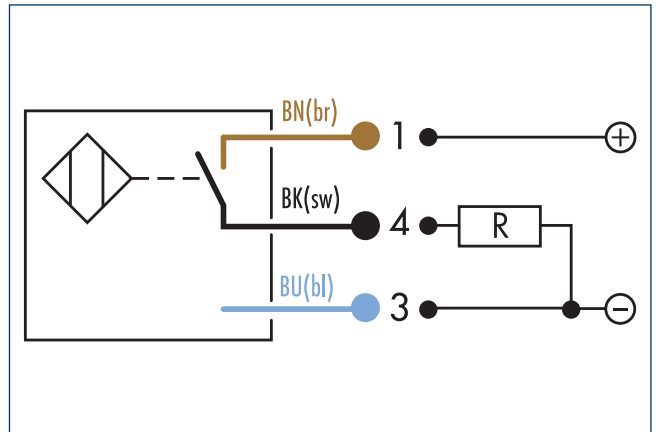 BN(br) 1 +
BK(sw) 4 R
BU(bl) 3 −